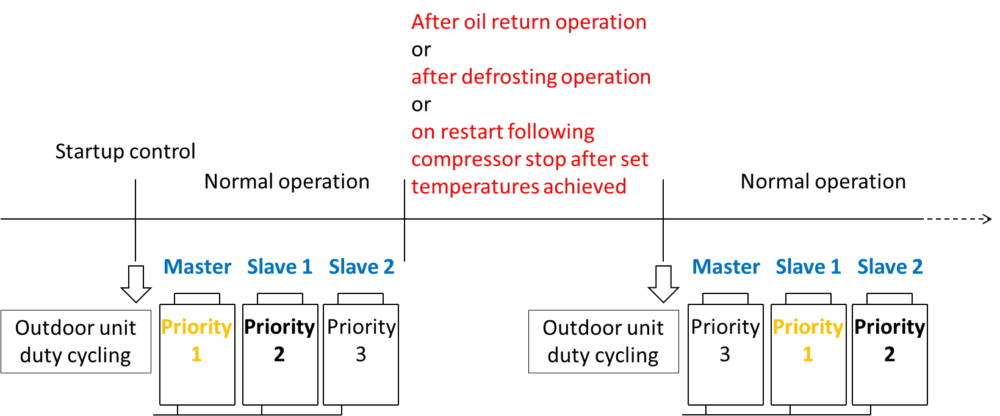 After oil return operation
or
after defrosting operation
or
on restart following
compressor stop after set
temperatures achieved
Startup control
Normal operation
Normal operation
Master Slave 1 Slave 2
Outdoor unit
duty cycling
Priority
1
Priority
2
Priority
3
Master Slave 1 Slave 2
Outdoor unit
duty cycling
Priority
3
Priority
1
Priority
2